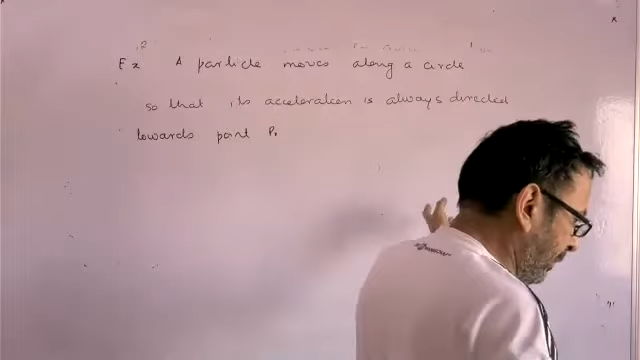 Ex A particle moves along a circle
so that its acceleration is always directed
towards point P.